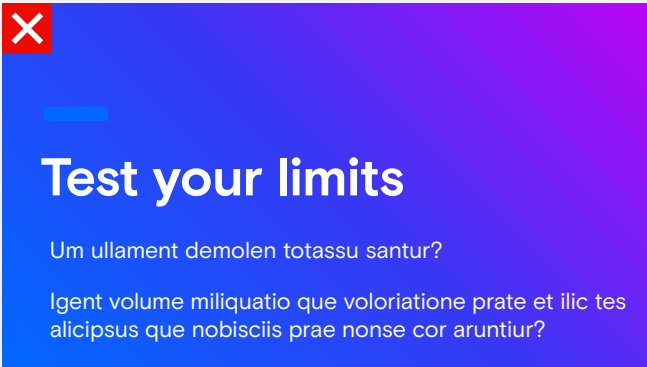 Test your limits
Um ullament demolen totassu santur?
Igent volume miliquatio que voloriatione prate et ilic tes
alicipsus que nobisciis prae nonse cor aruntiur?